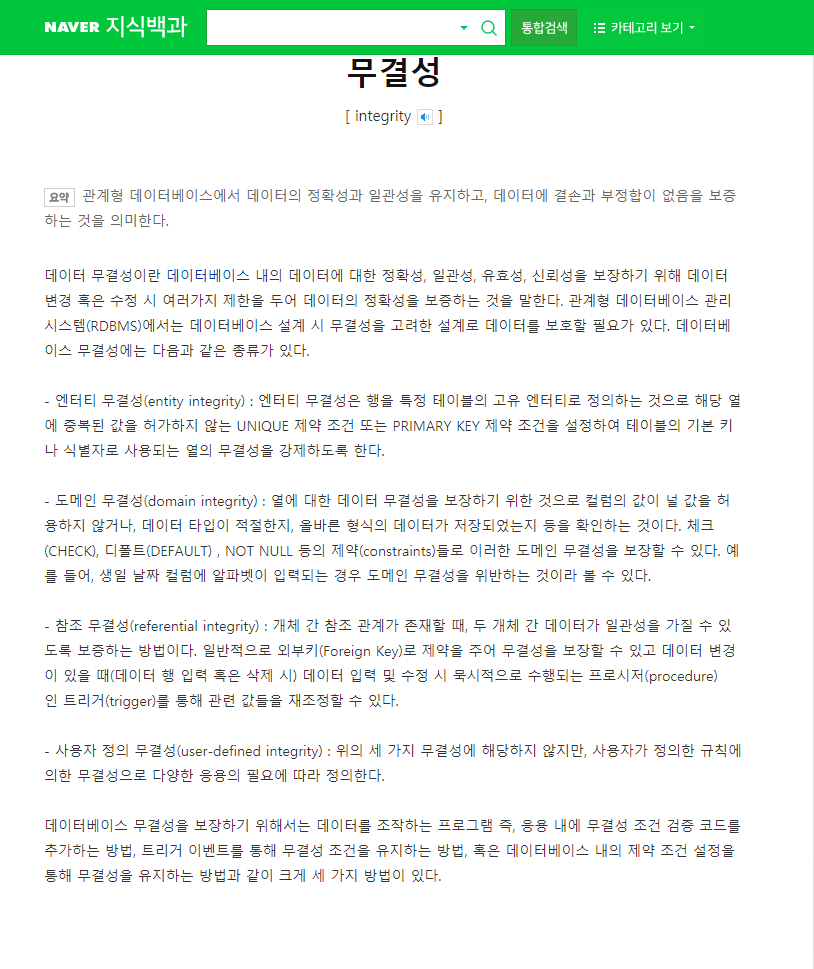 NAVER 지식백과
통합검색
카테고리 보기
무결성
[ integrity ]
요약 관계형 데이터베이스에서 데이터의 정확성과 일관성을 유지하고, 데이터에 결손과 부정합이 없음을 보증
하는 것을 의미한다.
데이터 무결성이란 데이터베이스 내의 데이터에 대한 정확성, 일관성, 유효성, 신뢰성을 보장하기 위해 데이터
변경 혹은 수정 시 여러가지 제한을 두어 데이터의 정확성을 보증하는 것을 말한다. 관계형 데이터베이스 관리
시스템(RDBMS)에서는 데이터베이스 설계 시 무결성을 고려한 설계로 데이터를 보호할 필요가 있다. 데이터베
이스 무결성에는 다음과 같은 종류가 있다.
- 엔터티 무결성(entity integrity) : 엔터티 무결성은 행을 특정 테이블의 고유 엔터티로 정의하는 것으로 해당 열
에 중복된 값을 허가하지 않는 UNIQUE 제약 조건 또는 PRIMARY KEY 제약 조건을 설정하여 테이블의 기본 키
나 식별자로 사용되는 열의 무결성을 강제하도록 한다.
- 도메인 무결성(domain integrity) : 열에 대한 데이터 무결성을 보장하기 위한 것으로 컬럼의 값이 널 값을 허
용하지 않거나, 데이터 타입이 적절한지, 올바른 형식의 데이터가 저장되었는지 등을 확인하는 것이다. 체크
(CHECK), 디폴트(DEFAULT) , NOT NULL 등의 제약(constraints)들로 이러한 도메인 무결성을 보장할 수 있다. 예
를 들어, 생일 날짜 컬럼에 알파벳이 입력되는 경우 도메인 무결성을 위반하는 것이라 볼 수 있다.
- 참조 무결성(referential integrity) : 개체 간 참조 관계가 존재할 때, 두 개체 간 데이터가 일관성을 가질 수 있
도록 보증하는 방법이다. 일반적으로 외부키(Foreign Key)로 제약을 주어 무결성을 보장할 수 있고 데이터 변경
이 있을 때(데이터 행 입력 혹은 삭제 시) 데이터 입력 및 수정 시 묵시적으로 수행되는 프로시저(procedure)
인 트리거(trigger)를 통해 관련 값들을 재조정할 수 있다.
- 사용자 정의 무결성(user-defined integrity) : 위의 세 가지 무결성에 해당하지 않지만, 사용자가 정의한 규칙에
의한 무결성으로 다양한 응용의 필요에 따라 정의한다.
데이터베이스 무결성을 보장하기 위해서는 데이터를 조작하는 프로그램 즉, 응용 내에 무결성 조건 검증 코드를
추가하는 방법, 트리거 이벤트를 통해 무결성 조건을 유지하는 방법, 혹은 데이터베이스 내의 제약 조건 설정을
통해 무결성을 유지하는 방법과 같이 크게 세 가지 방법이 있다.